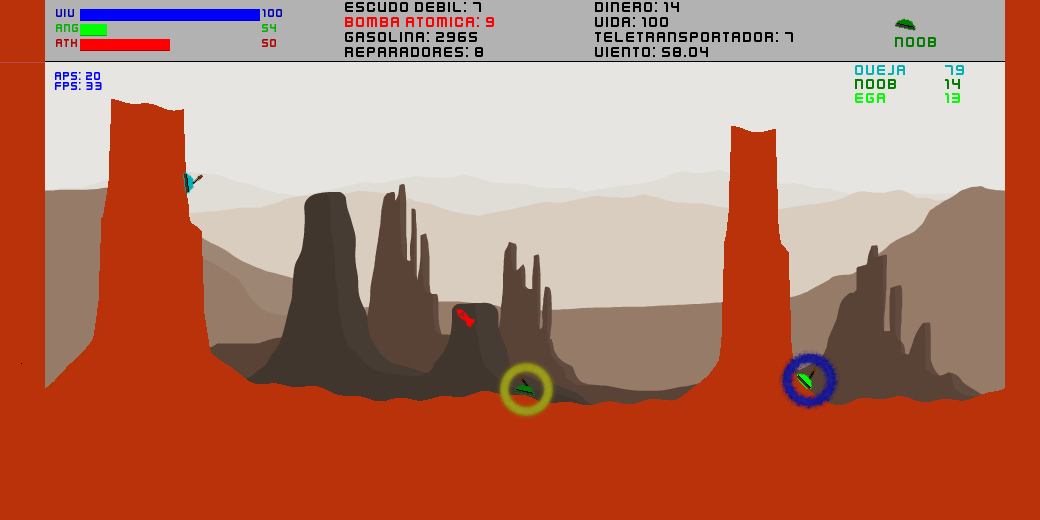 VIU 100
ANG 54
ATH 50
ESCUDO DEBIL: 7
BOMBA ATOMICA: 9
GASOLINA: 2965
REPARADORES: 8
DINERO: 14
VIDA: 100
TELETRANSPORTADOR: 7
VIENTO: 58.04
NOOB
APS: 20
FPS: 33
OVEJA 79
NOOB 14
EGA 13